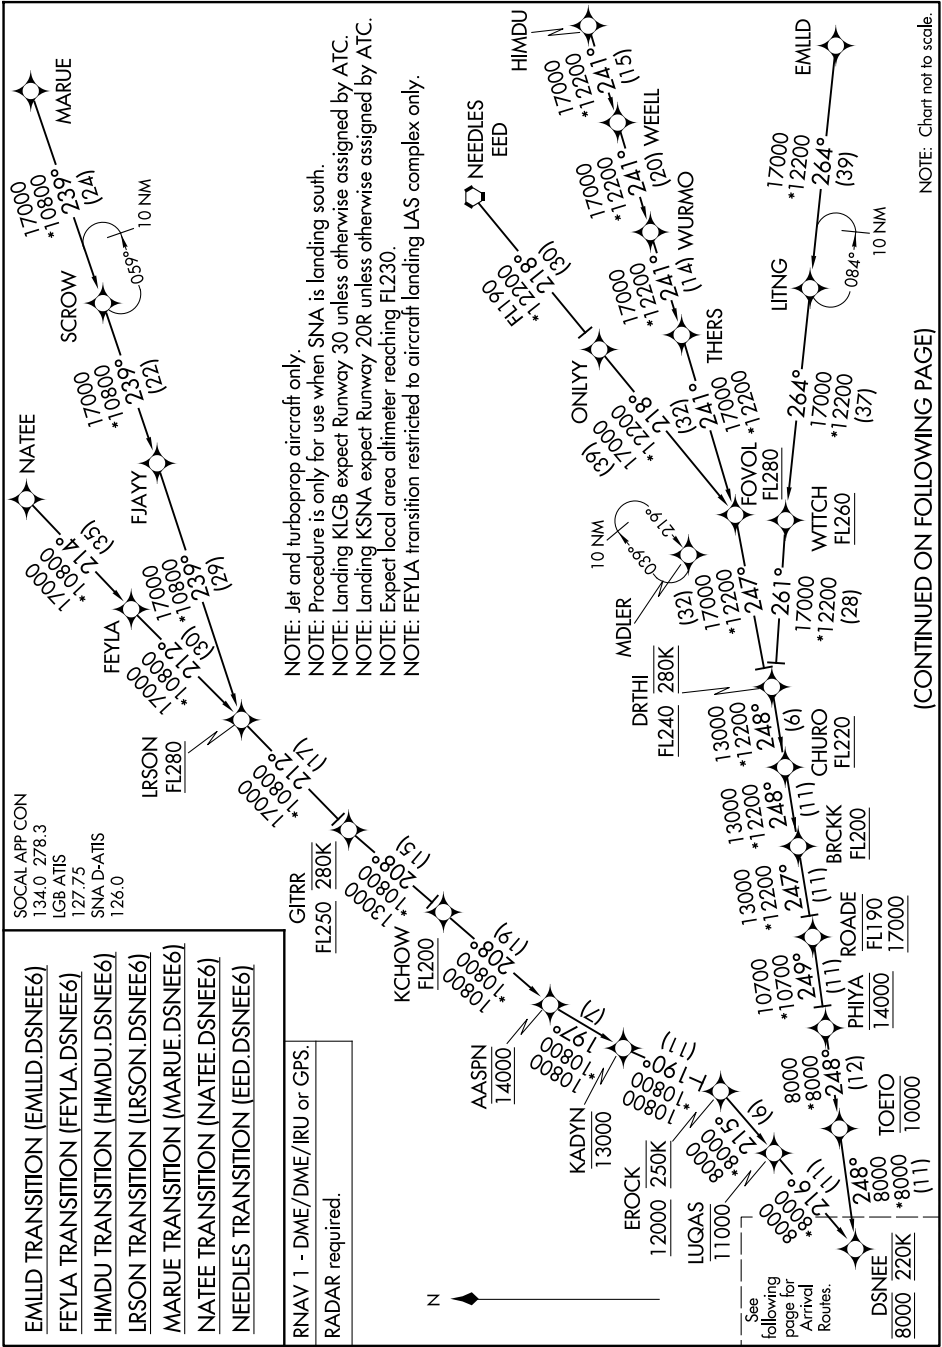 EMLLD TRANSITION (EMLLD.DSNEE6)
FEYLA TRANSITION (FEYLA.DSNEE6)
HIMDU TRANSITION (HIMDU.DSNEE6)
LRSON TRANSITION (LRSON.DSNEE6)
MARUE TRANSITION (MARUE.DSNEE6)
NATEE TRANSITION (NATEE.DSNEE6)
NEEDLES TRANSITION (EED.DSNEE6)
RNAV 1 - DME/DME/IRU or GPS.
RADAR required.
SOCAL APP CON
134.0 278.3
LGB ATIS
127.75
SNA D-ATIS
126.0
NATEE
17000
*10800
214°
(35)
FEYLA
17000
*10800
212°
(30)
MARUE
17000
*10800
239°
(24)
SCROW
059°
10 NM
17000
*10800
239°
(22)
FJAYY
17000
*10800
239°
(29)
LRSON
FL280
17000
*10800
212°
(17)
GITRR
FL250 280K
13000
*10800
208°
(15)
KCHOW
FL200
10800
*10800
208°
(19)
AASPN
14000
10800
*10800
197°
(7)
KADYN
13000
10800
*10800
190°
(11)
EROCK
12000 250K
8000
*8000
215°
(6)
LUQAS
11000
8000
*8000
216°
(11)
NOTE: Jet and turboprop aircraft only.
NOTE: Procedure is only for use when SNA is landing south.
NOTE: Landing KLGB expect Runway 30 unless otherwise assigned by ATC.
NOTE: Landing KSNA expect Runway 20R unless otherwise assigned by ATC.
NOTE: Expect local area altimeter reaching FL230.
NOTE: FEYLA transition restricted to aircraft landing LAS complex only.
NEEDLES
EED
FL190
*12200
218°
(30)
ONLYY
(39)
17000
*12200
218°
HIMDU
17000
*12200
241°
(15)
WEELL
17000
*12200
241°
(20)
WURMO
17000
*12200
241°
(14)
THERS
(32)
241°
17000
*12200
FOVOL
FL280
MDLER
10 NM
039°
219°
(32)
17000
*12200
247°
EMLLD
17000
*12200
264°
(39)
LITNG
084°
10 NM
264°
17000
*12200
(37)
WTTCH
FL260
261°
17000
*12200
(28)
DRTHI
FL240 280K
13000
*12200
248°
(6)
CHURO
FL220
13000
*12200
248°
(11)
BRCKK
FL200
13000
*12200
247°
(11)
ROADE
FL190
17000
10700
*10700
249°
(11)
PHIYA
14000
8000
*8000
248°
(12)
TOETO
10000
248°
8000
*8000
(11)
DSNEE
8000 220K
See
following
page for
Arrival
Routes.
N
(CONTINUED ON FOLLOWING PAGE)
NOTE: Chart not to scale.